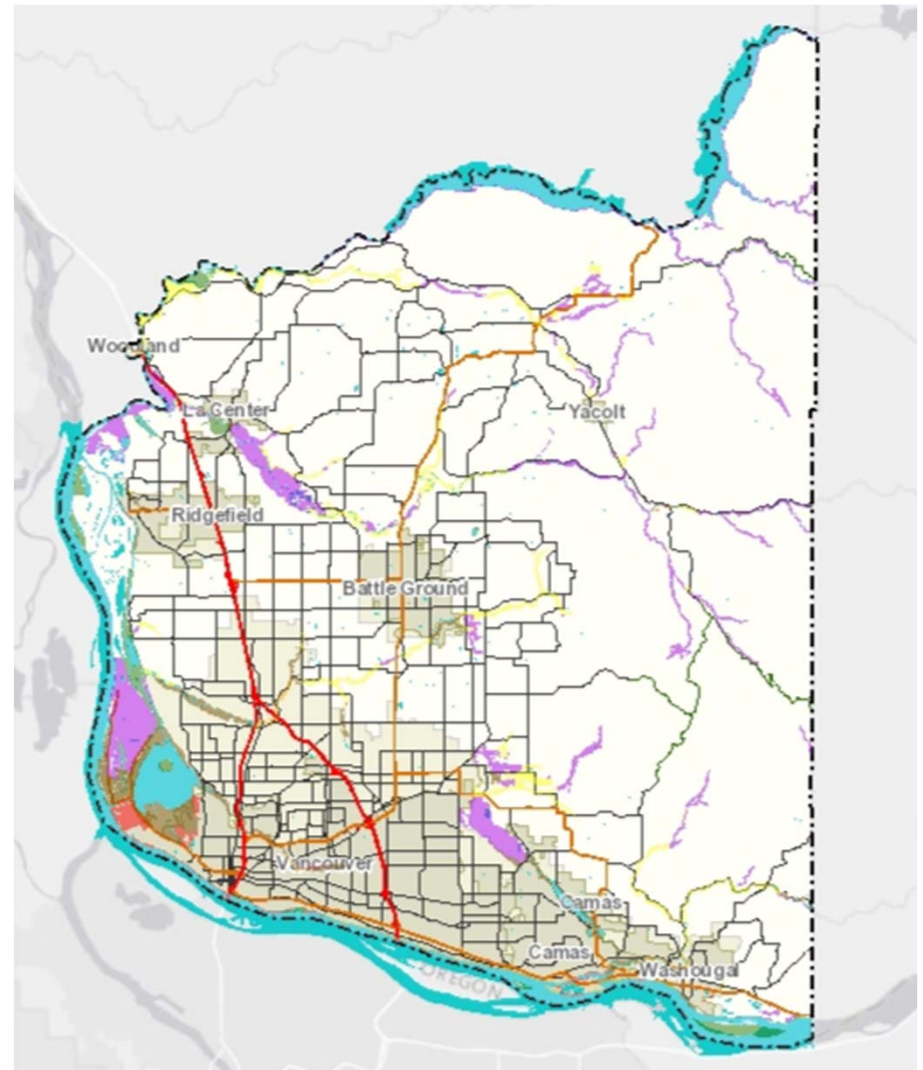 Woodland
La Center
Yacolt
Ridgefield
Battle Ground
Vancouver
Camas
Camas
Washougal
OREGON